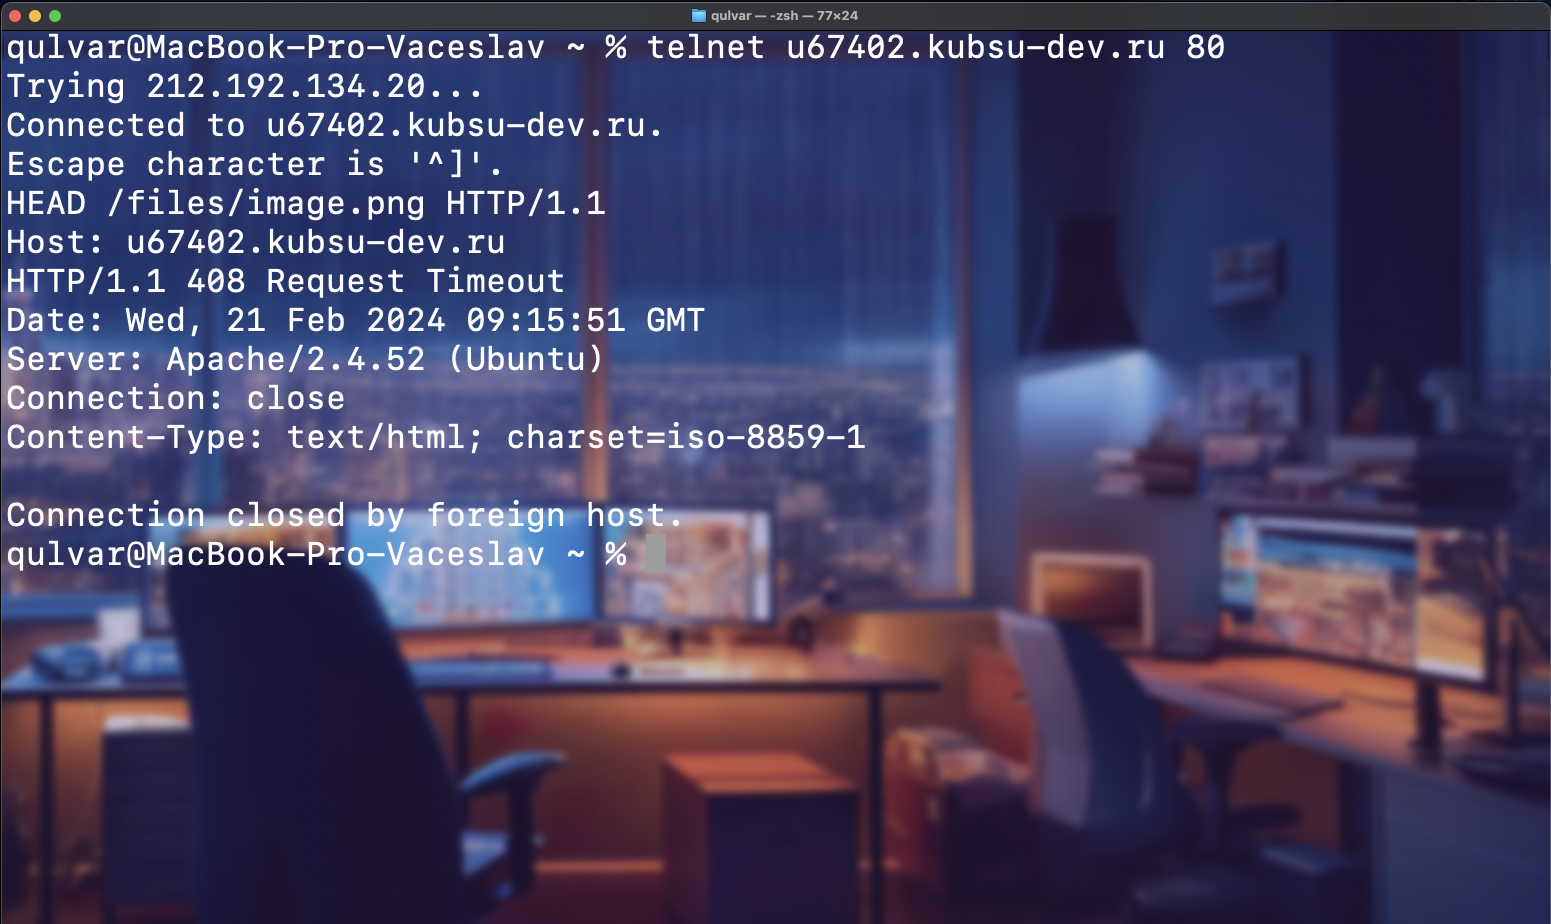 qulvar — -zsh — 77×24
qulvar@MacBook-Pro-Vaceslav ~ % telnet u67402.kubsu-dev.ru 80
Trying 212.192.134.20...
Connected to u67402.kubsu-dev.ru.
Escape character is '^]'.
HEAD /files/image.png HTTP/1.1
Host: u67402.kubsu-dev.ru
HTTP/1.1 408 Request Timeout
Date: Wed, 21 Feb 2024 09:15:51 GMT
Server: Apache/2.4.52 (Ubuntu)
Connection: close
Content-Type: text/html; charset=iso-8859-1
Connection closed by foreign host.
qulvar@MacBook-Pro-Vaceslav ~ %